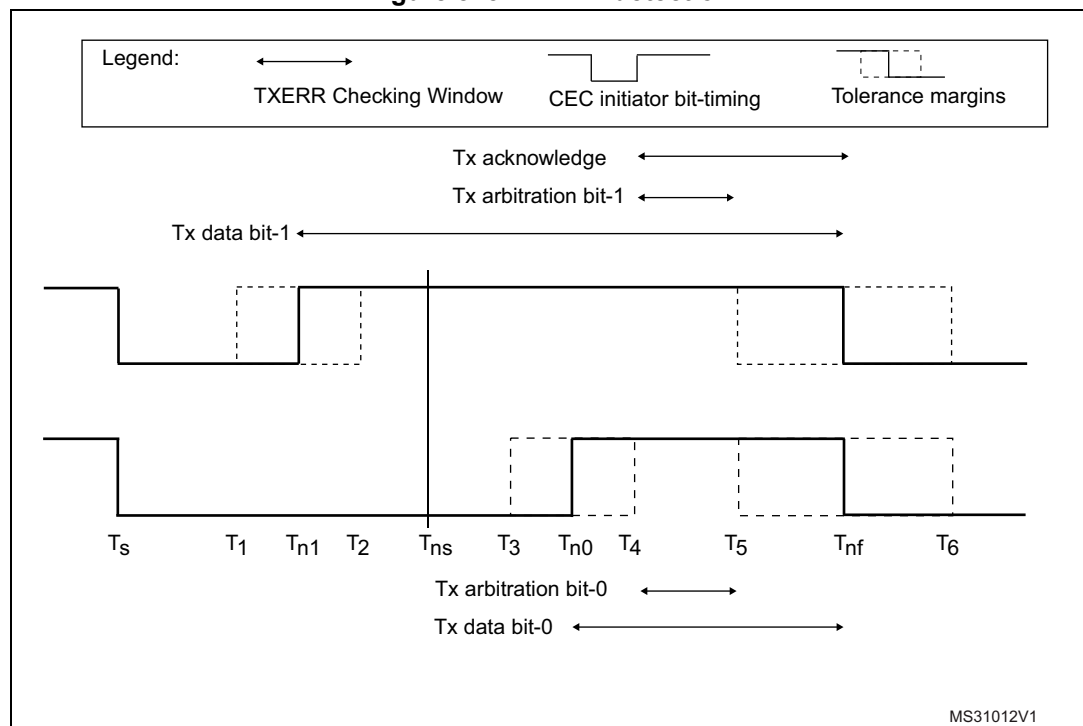 Legend:
TXERR Checking Window CEC initiator bit-timing Tolerance margins
Tx acknowledge
Tx arbitration bit-1
Tx data bit-1
Ts T1 Tn1 T2 Tns T3 Tn0 T4 T5 Tnf T6
Tx arbitration bit-0
Tx data bit-0
MS31012V1